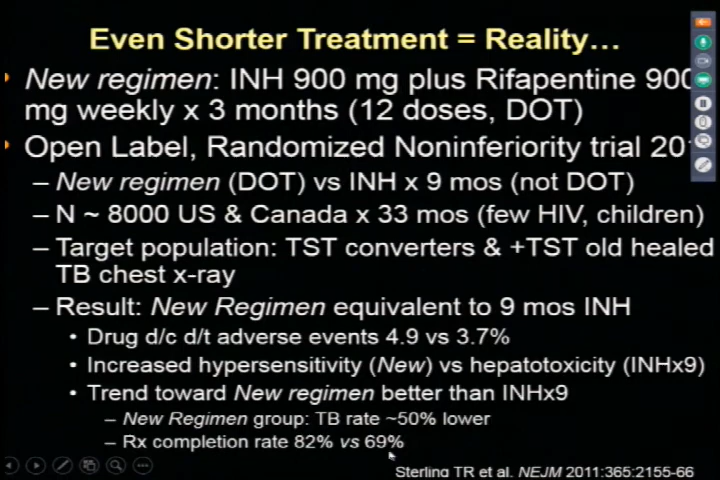 Even Shorter Treatment = Reality…
New regimen: INH 900 mg plus Rifapentine 900
mg weekly x 3 months (12 doses, DOT)
Open Label, Randomized Noninferiority trial 20
– New regimen (DOT) vs INH x 9 mos (not DOT)
– N ~ 8000 US & Canada x 33 mos (few HIV, children)
– Target population: TST converters & +TST old healed
TB chest x-ray
– Result: New Regimen equivalent to 9 mos INH
• Drug d/c d/t adverse events 4.9 vs 3.7%
• Increased hypersensitivity (New) vs hepatotoxicity (INHx9)
• Trend toward New regimen better than INHx9
– New Regimen group: TB rate ~50% lower
– Rx completion rate 82% vs 69%
Sterling TR et al. NEJM 2011:365:2155-66